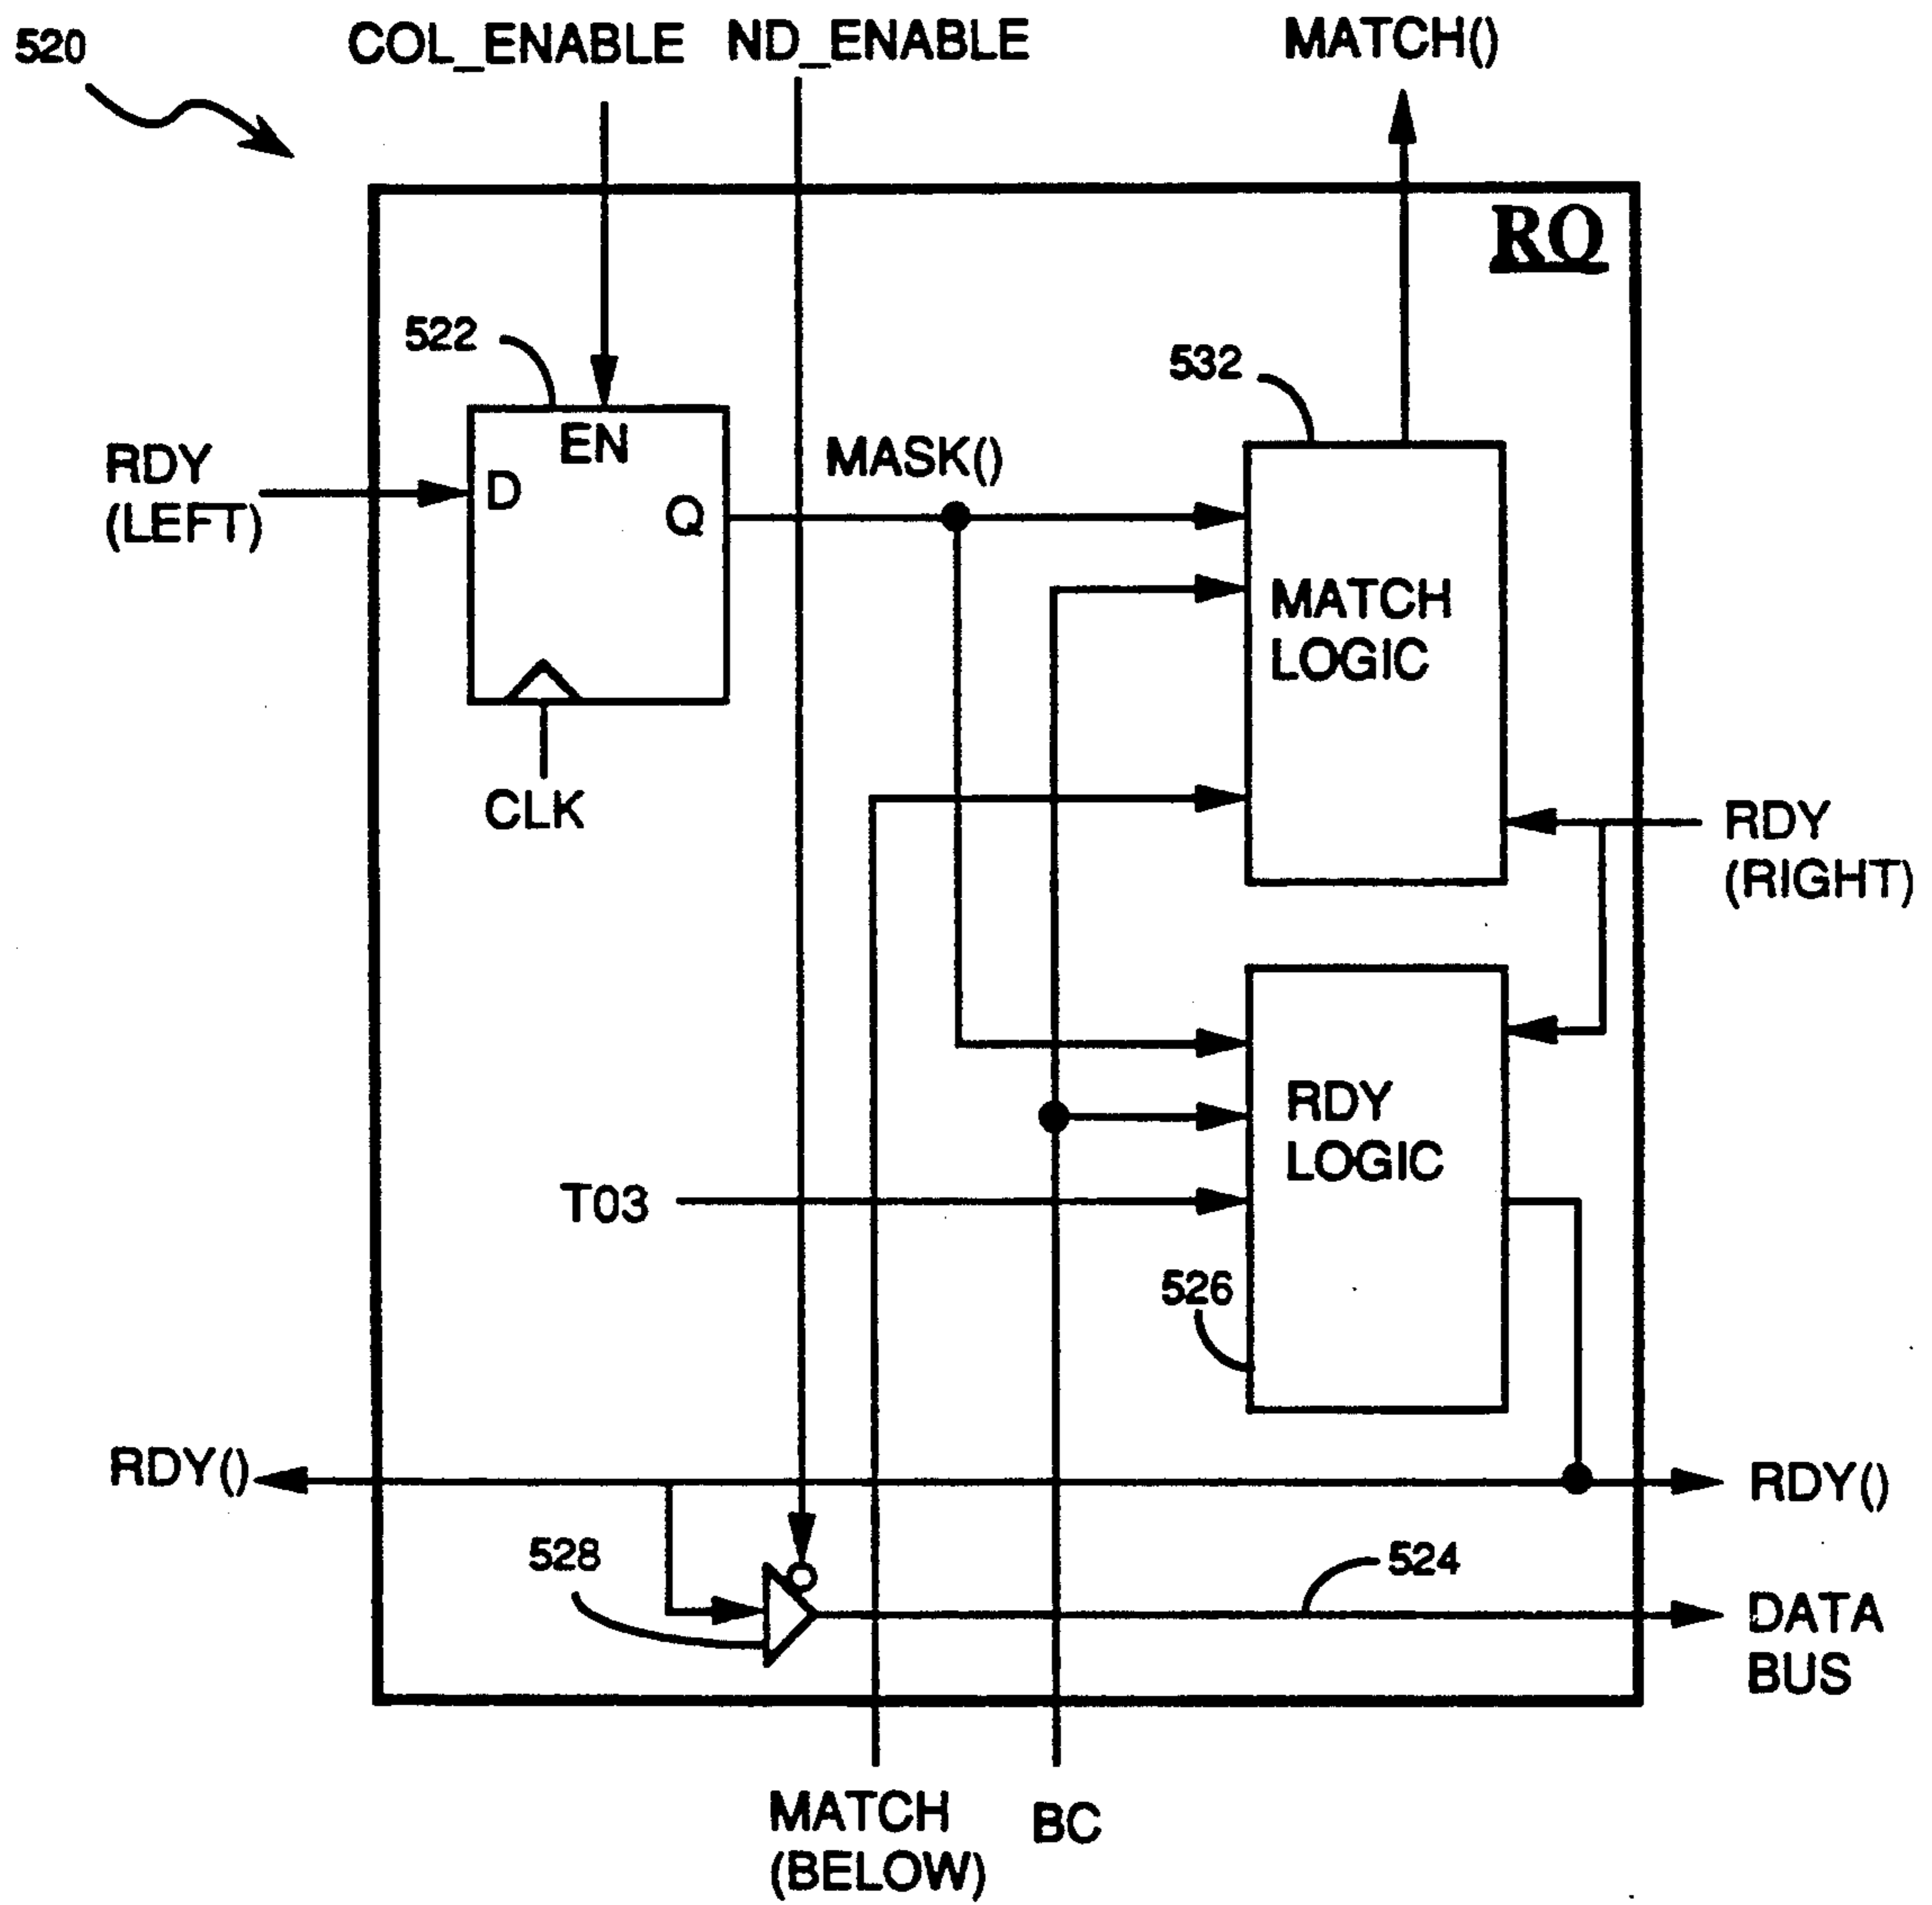 520
COL_ENABLE
ND_ENABLE
MATCH()
RQ
522
532
EN
RDY
(LEFT)
D
Q
MASK()
MATCH
LOGIC
CLK
RDY
(RIGHT)
RDY
LOGIC
T03
526
RDY()
RDY()
528
524
DATA
BUS
MATCH
(BELOW)
BC